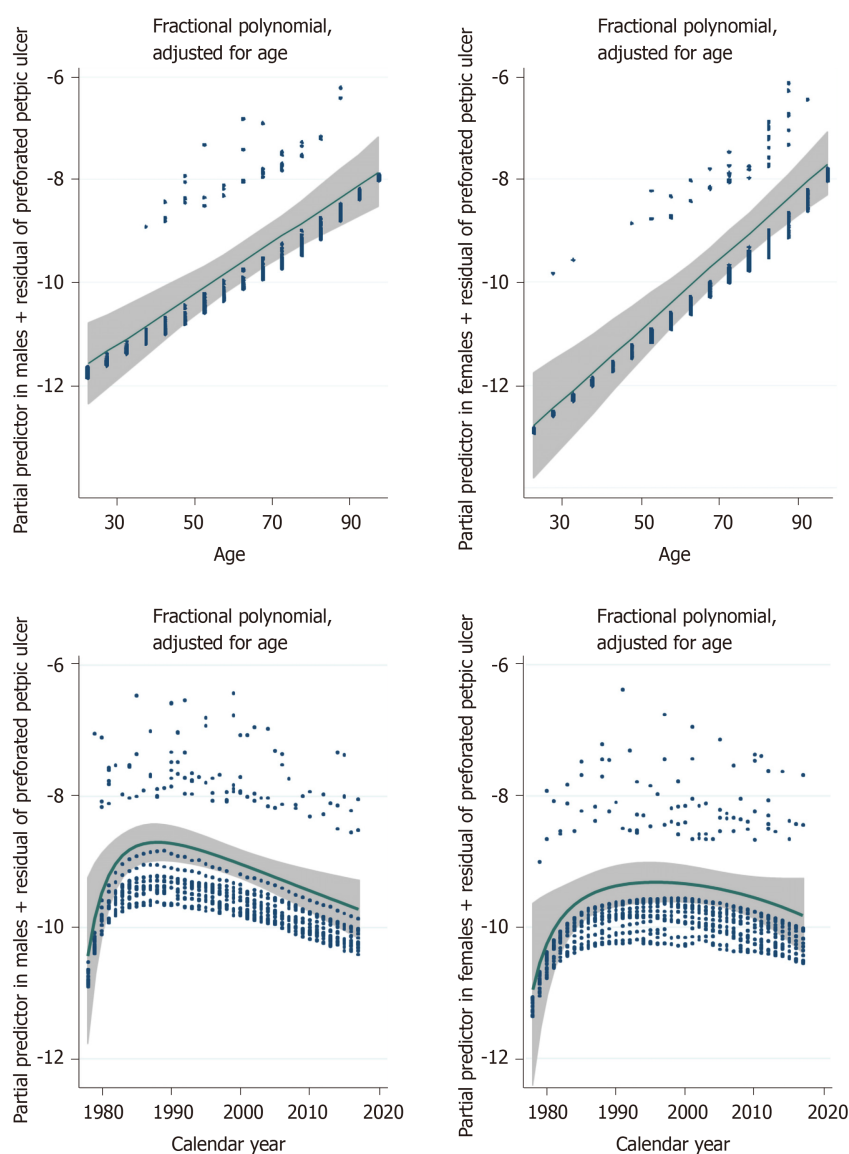 Fractional polynomial,
adjusted for age
Partial predictor in males + residual of preforated petpic ulcer
-6
-8
-10
-12
30
50
70
90
Age
Fractional polynomial,
adjusted for age
Partial predictor in females + residual of preforated petpic ulcer
-6
-8
-10
-12
30
50
70
90
Age
Fractional polynomial,
adjusted for age
Partial predictor in males + residual of preforated petpic ulcer
-6
-8
-10
-12
1980
1990
2000
2010
2020
Calendar year
Fractional polynomial,
adjusted for age
Partial predictor in females + residual of preforated petpic ulcer
-6
-8
-10
-12
1980
1990
2000
2010
2020
Calendar year